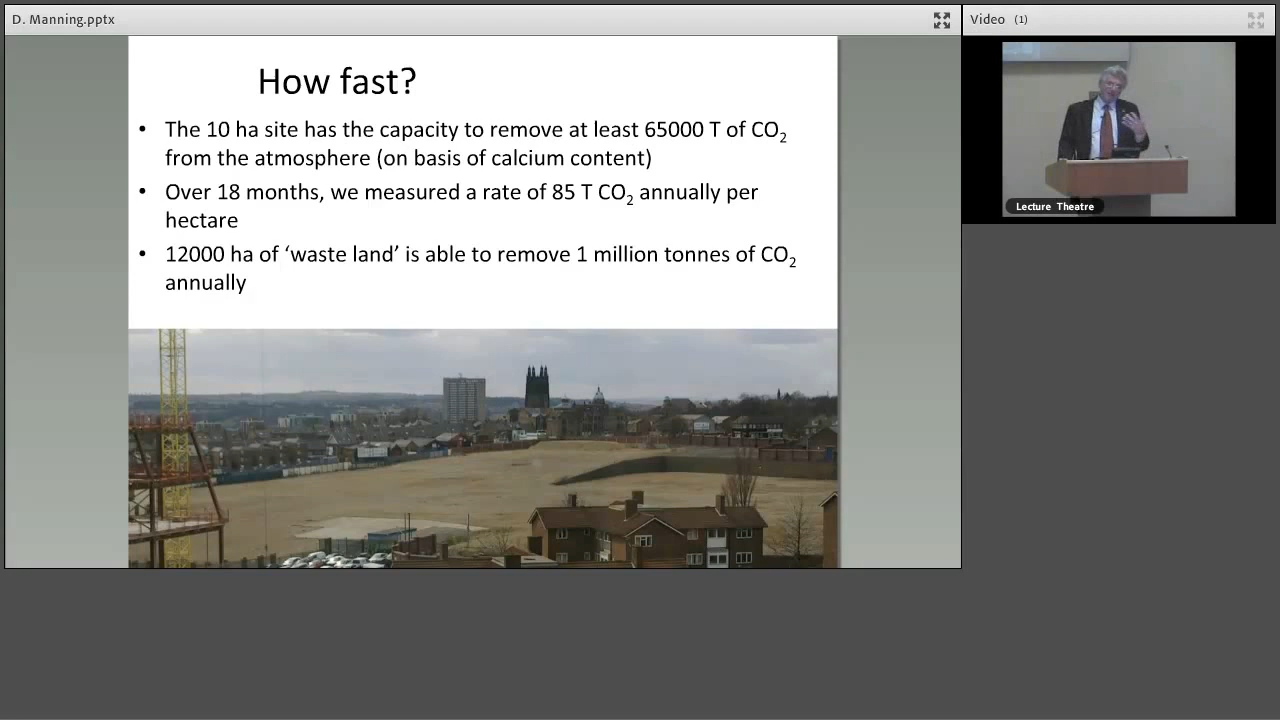 D. Manning.pptx
Video (1)
How fast?
• The 10 ha site has the capacity to remove at least 65000 T of CO₂
from the atmosphere (on basis of calcium content)
• Over 18 months, we measured a rate of 85 T CO₂ annually per
hectare
• 12000 ha of ‘waste land’ is able to remove 1 million tonnes of CO₂
annually
Lecture Theatre